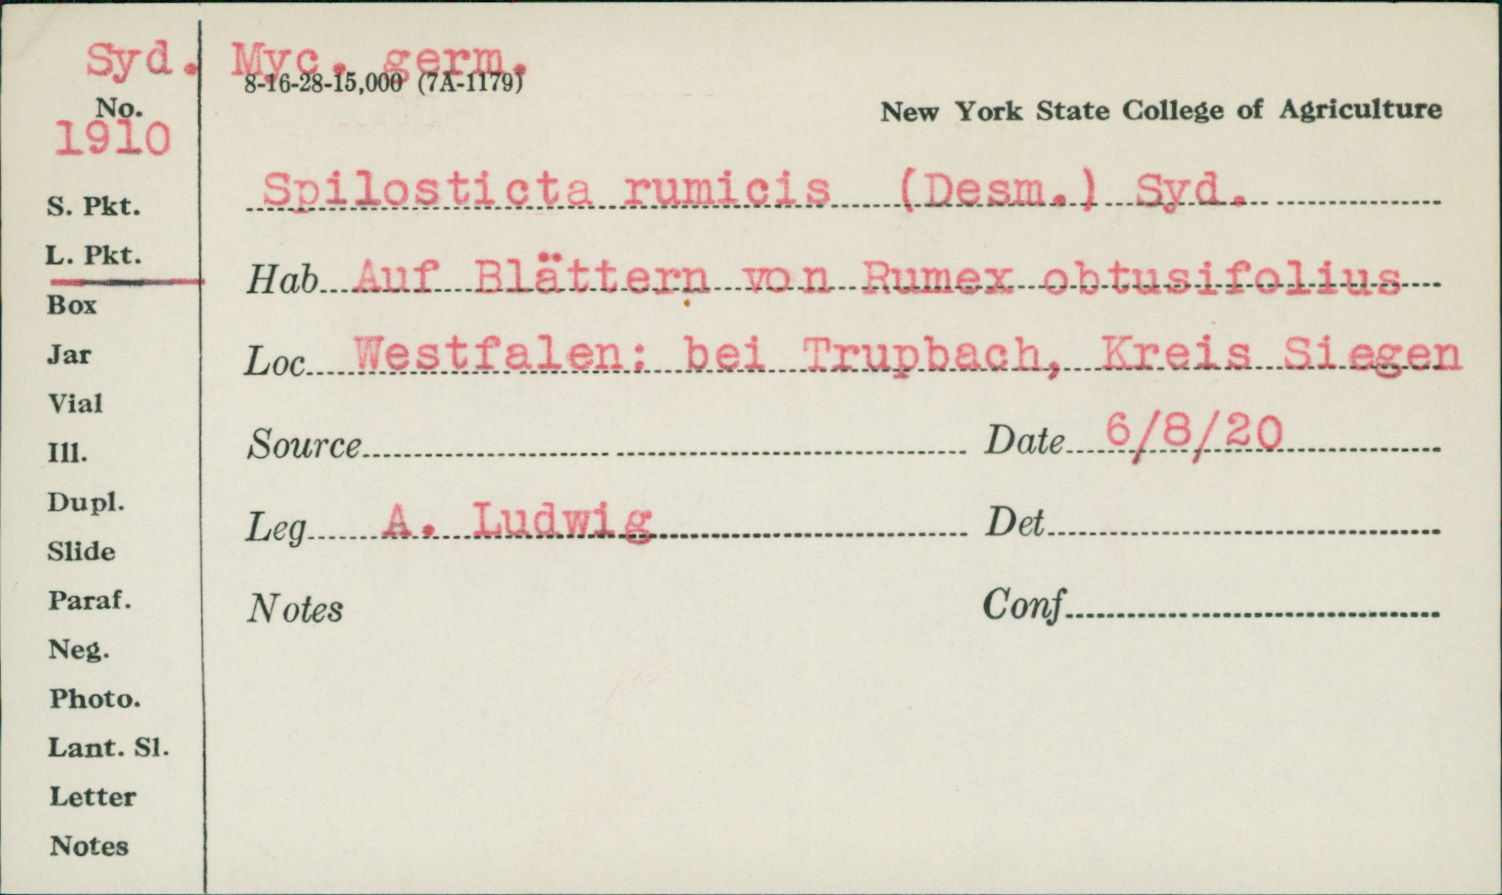 Syd. Myc. germ.
8-16-28-15,000 (7A-1179)
No.
1910
New York State College of Agriculture
Spilosticta rumicis (Desm.) Syd.
S. Pkt.
L. Pkt.
Hab. Auf Blättern von Rumex obtusifolius
Box
Loc. Westfalen: bei Trupbach, Kreis Siegen
Jar
Vial
Source Date 6/8/20
Ill.
Dupl.
Leg. A. Ludwig Det.
Slide
Paraf.
Notes Conf.
Neg.
Photo.
Lant. Sl.
Letter
Notes